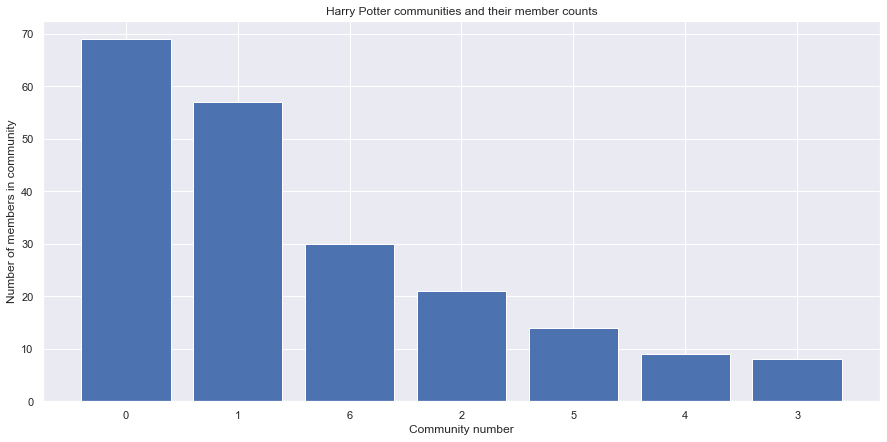 Harry Potter communities and their member counts
Number of members in community
70
60
50
40
30
20
10
0
0 1 6 2 5 4 3
Community number